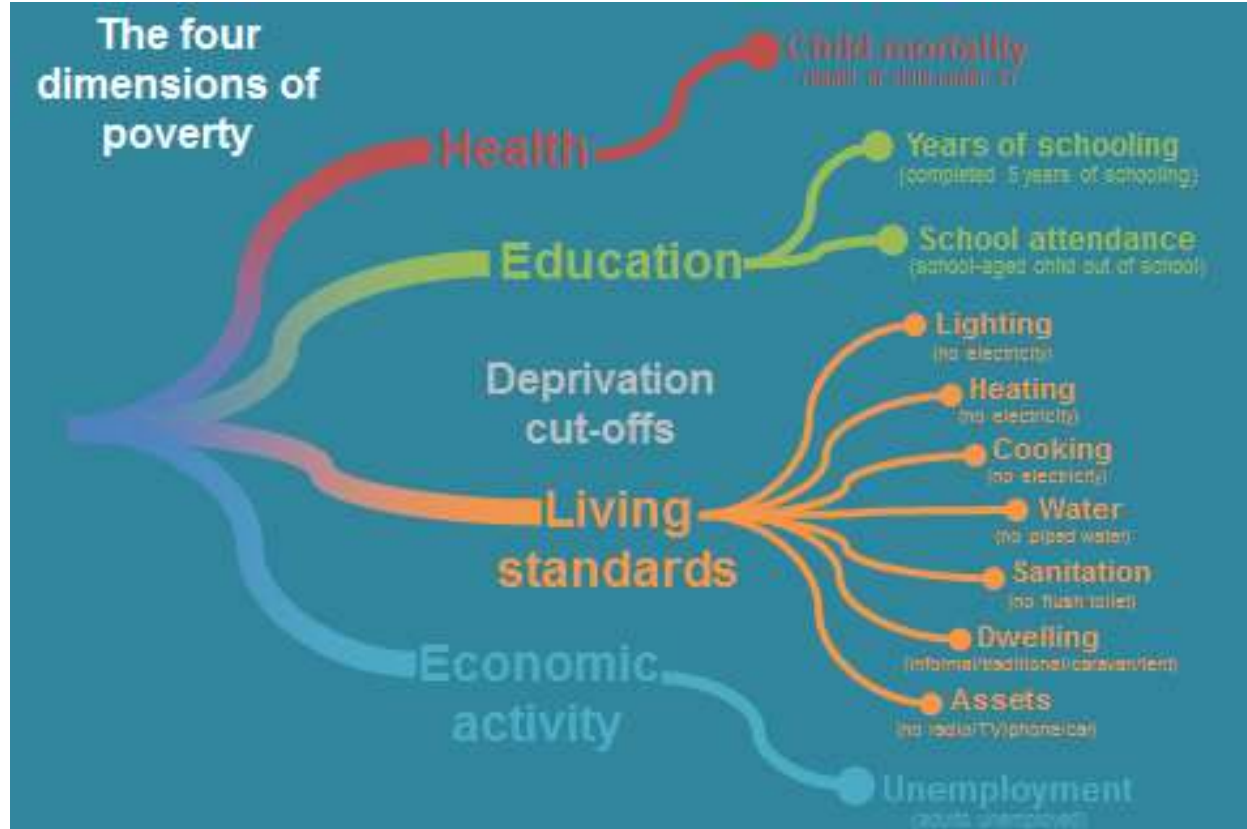 The four
dimensions of
poverty
Health
Child mortality
Education
Years of schooling
(completed 5 years of schooling)
School attendance
(school-aged child out of school)
Deprivation
cut-offs
Living
standards
Lighting
(no electricity)
Heating
(no electricity)
Cooking
(no electricity)
Water
(no piped water)
Sanitation
(no flush toilet)
Dwelling
(informal/traditional/caravan/tent)
Assets
(no radio/TV/phone/car)
Economic
activity
Unemployment
(adults unemployed)